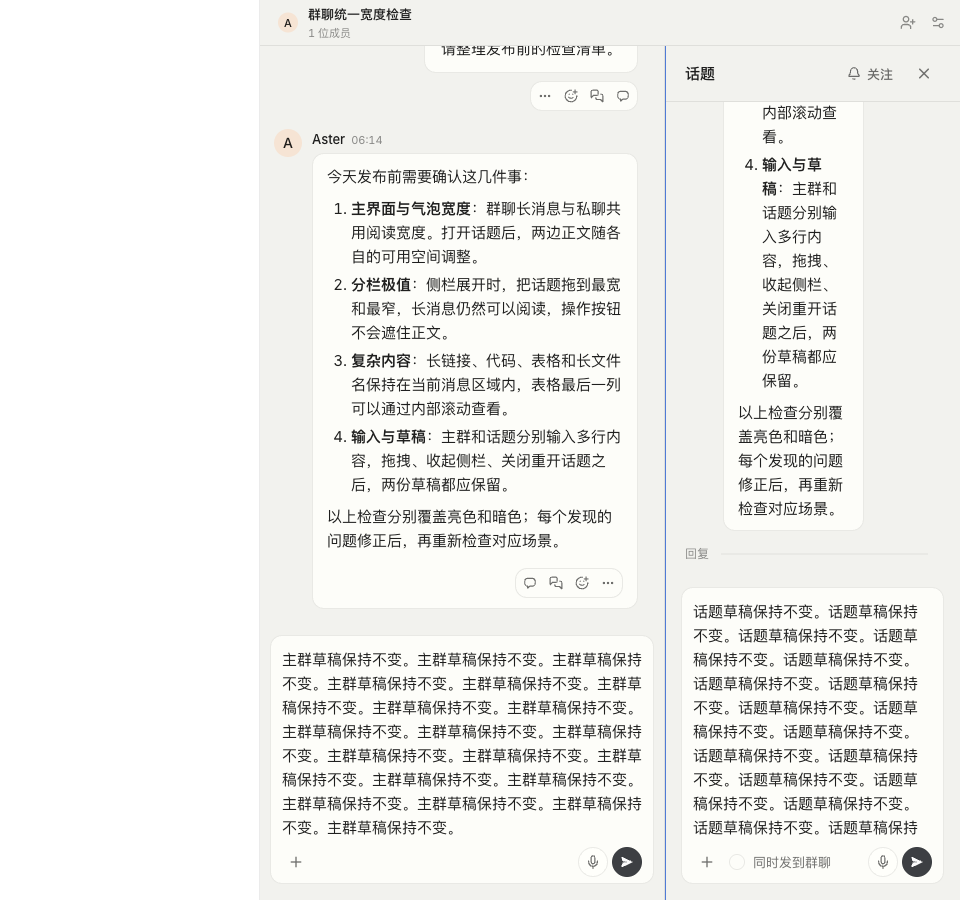 A
群聊统一宽度检查
1 位成员
请整理发布前的检查清单。
A
Aster 06:14
今天发布前需要确认这几件事：
1. 主界面与气泡宽度：群聊长消息与私聊共
用阅读宽度。打开话题后，两边正文随各
自的可用空间调整。
2. 分栏极值：侧栏展开时，把话题拖到最宽
和最窄，长消息仍然可以阅读，操作按钮
不会遮住正文。
3. 复杂内容：长链接、代码、表格和长文件
名保持在当前消息区域内，表格最后一列
可以通过内部滚动查看。
4. 输入与草稿：主群和话题分别输入多行内
容，拖拽、收起侧栏、关闭重开话题之
后，两份草稿都应保留。
以上检查分别覆盖亮色和暗色；每个发现的
问题修正后，再重新检查对应场景。
主群草稿保持不变。主群草稿保持不变。主群草稿保持
不变。主群草稿保持不变。主群草稿保持不变。主群草
稿保持不变。主群草稿保持不变。主群草稿保持不变。
主群草稿保持不变。主群草稿保持不变。主群草稿保持
不变。主群草稿保持不变。主群草稿保持不变。主群草
稿保持不变。主群草稿保持不变。主群草稿保持不变。
主群草稿保持不变。主群草稿保持不变。主群草稿保持
不变。主群草稿保持不变。
话题
关注
内部滚动查
看。
4. 输入与草
稿：主群和
话题分别输
入多行内
容，拖拽、
收起侧栏、
关闭重开话
题之后，两
份草稿都应
保留。
以上检查分别覆
盖亮色和暗色；
每个发现的问题
修正后，再重新
检查对应场景。
回复
话题草稿保持不变。话题草稿保持
不变。话题草稿保持不变。话题草
稿保持不变。话题草稿保持不变。
话题草稿保持不变。话题草稿保持
不变。话题草稿保持不变。话题草
稿保持不变。话题草稿保持不变。
话题草稿保持不变。话题草稿保持
不变。话题草稿保持不变。话题草
稿保持不变。话题草稿保持不变。
话题草稿保持不变。话题草稿保持
同时发到群聊